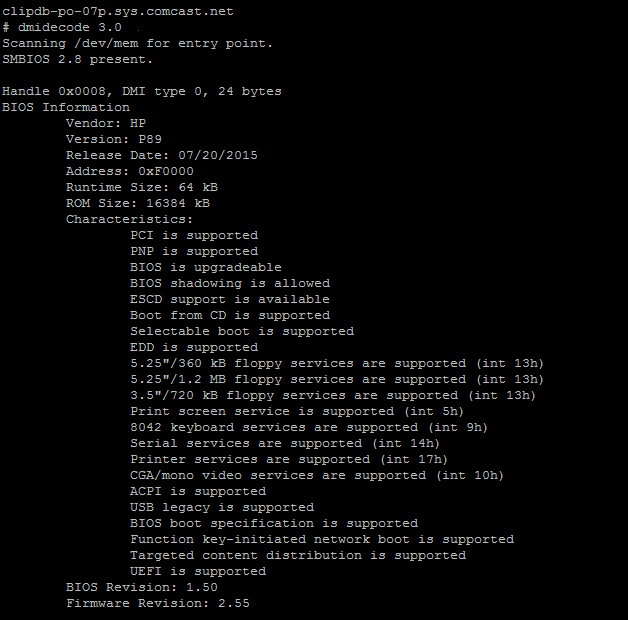 clipdb-po-07p.sys.comcast.net
# dmidecode 3.0
Scanning /dev/mem for entry point.
SMBIOS 2.8 present.

Handle 0x0008, DMI type 0, 24 bytes
BIOS Information
        Vendor: HP
        Version: P89
        Release Date: 07/20/2015
        Address: 0xF0000
        Runtime Size: 64 kB
        ROM Size: 16384 kB
        Characteristics:
                PCI is supported
                PNP is supported
                BIOS is upgradeable
                BIOS shadowing is allowed
                ESCD support is available
                Boot from CD is supported
                Selectable boot is supported
                EDD is supported
                5.25"/360 kB floppy services are supported (int 13h)
                5.25"/1.2 MB floppy services are supported (int 13h)
                3.5"/720 kB floppy services are supported (int 13h)
                Print screen service is supported (int 5h)
                8042 keyboard services are supported (int 9h)
                Serial services are supported (int 14h)
                Printer services are supported (int 17h)
                CGA/mono video services are supported (int 10h)
                ACPI is supported
                USB legacy is supported
                BIOS boot specification is supported
                Function key-initiated network boot is supported
                Targeted content distribution is supported
                UEFI is supported
        BIOS Revision: 1.50
        Firmware Revision: 2.55